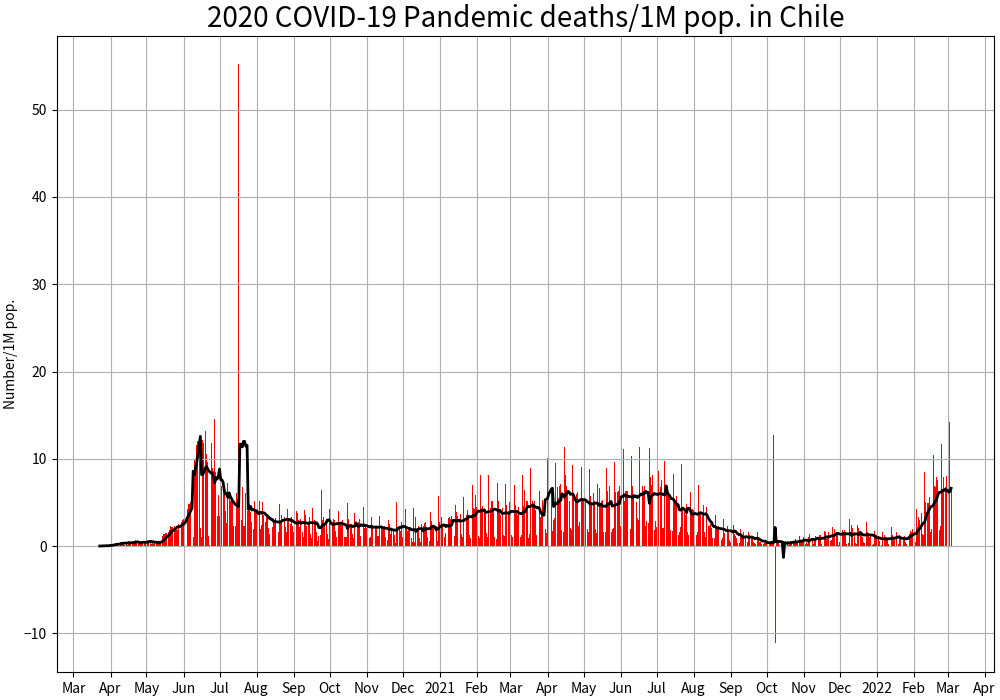 2020 COVID-19 Pandemic deaths/1M pop. in Chile
Number/1M pop.
50
40
30
20
10
0
−10
Mar Apr May Jun Jul Aug Sep Oct Nov Dec 2021 Feb Mar Apr May Jun Jul Aug Sep Oct Nov Dec 2022 Feb Mar Apr